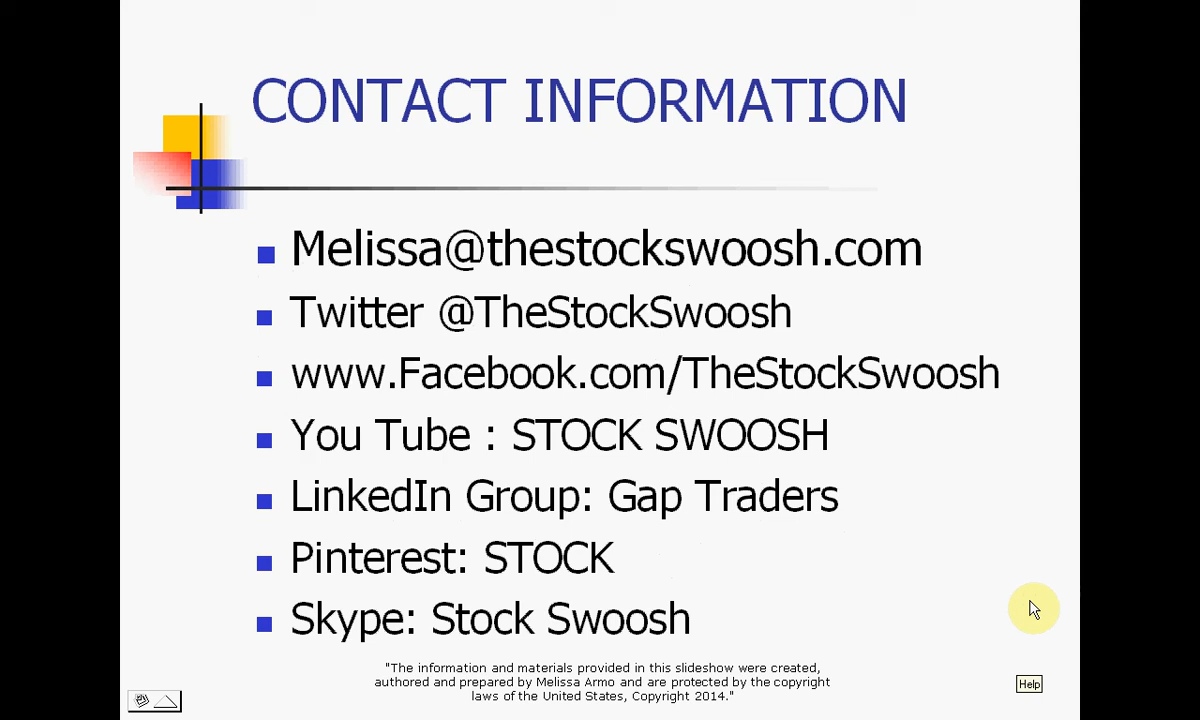 CONTACT INFORMATION
Melissa@thestockswoosh.com
Twitter @TheStockSwoosh
www.Facebook.com/TheStockSwoosh
You Tube : STOCK SWOOSH
LinkedIn Group: Gap Traders
Pinterest: STOCK
Skype: Stock Swoosh
"The information and materials provided in this slideshow were created,
authored and prepared by Melissa Armo and are protected by the copyright
laws of the United States, Copyright 2014."
Help